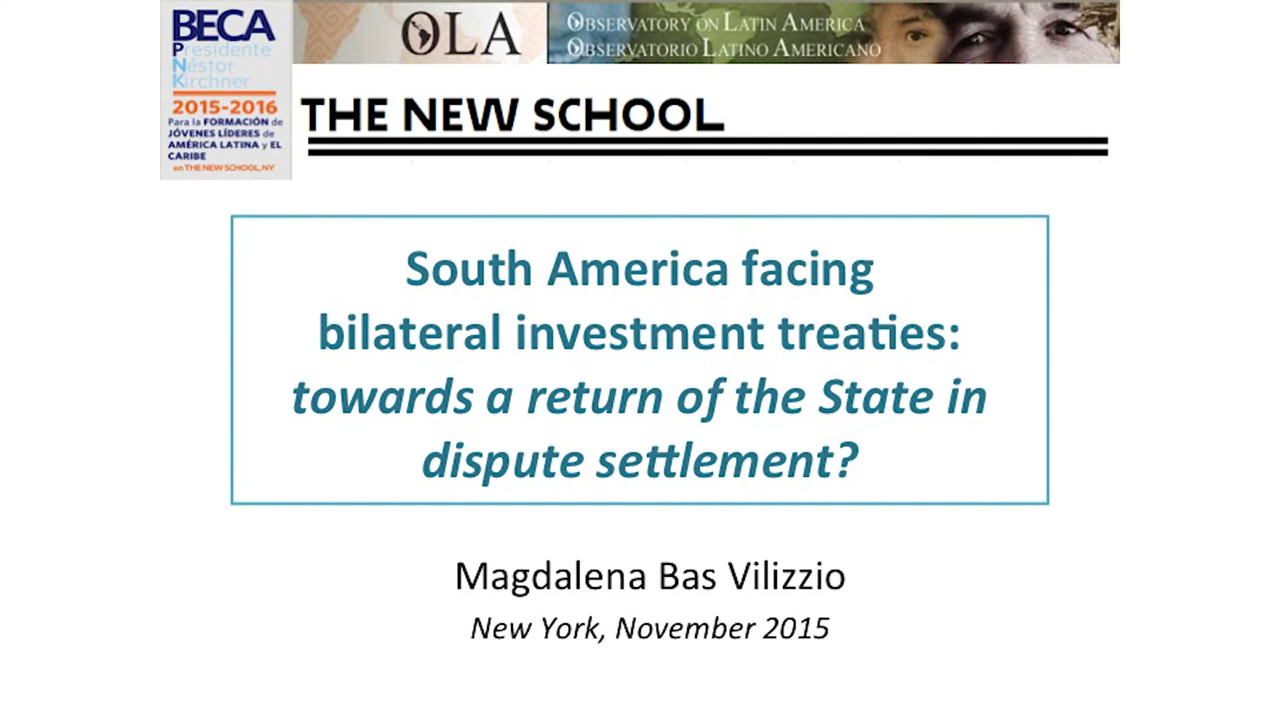 BECA
Presidente
Néstor
Kirchner
2015-2016
Para la FORMACIÓN de
JÓVENES LÍDERES de
AMÉRICA LATINA y EL
CARIBE
en THE NEW SCHOOL, NY
OLA
OBSERVATORY ON LATIN AMERICA
OBSERVATORIO LATINO AMERICANO
THE NEW SCHOOL
South America facing
bilateral investment treaties:
towards a return of the State in
dispute settlement?
Magdalena Bas Vilizzio
New York, November 2015